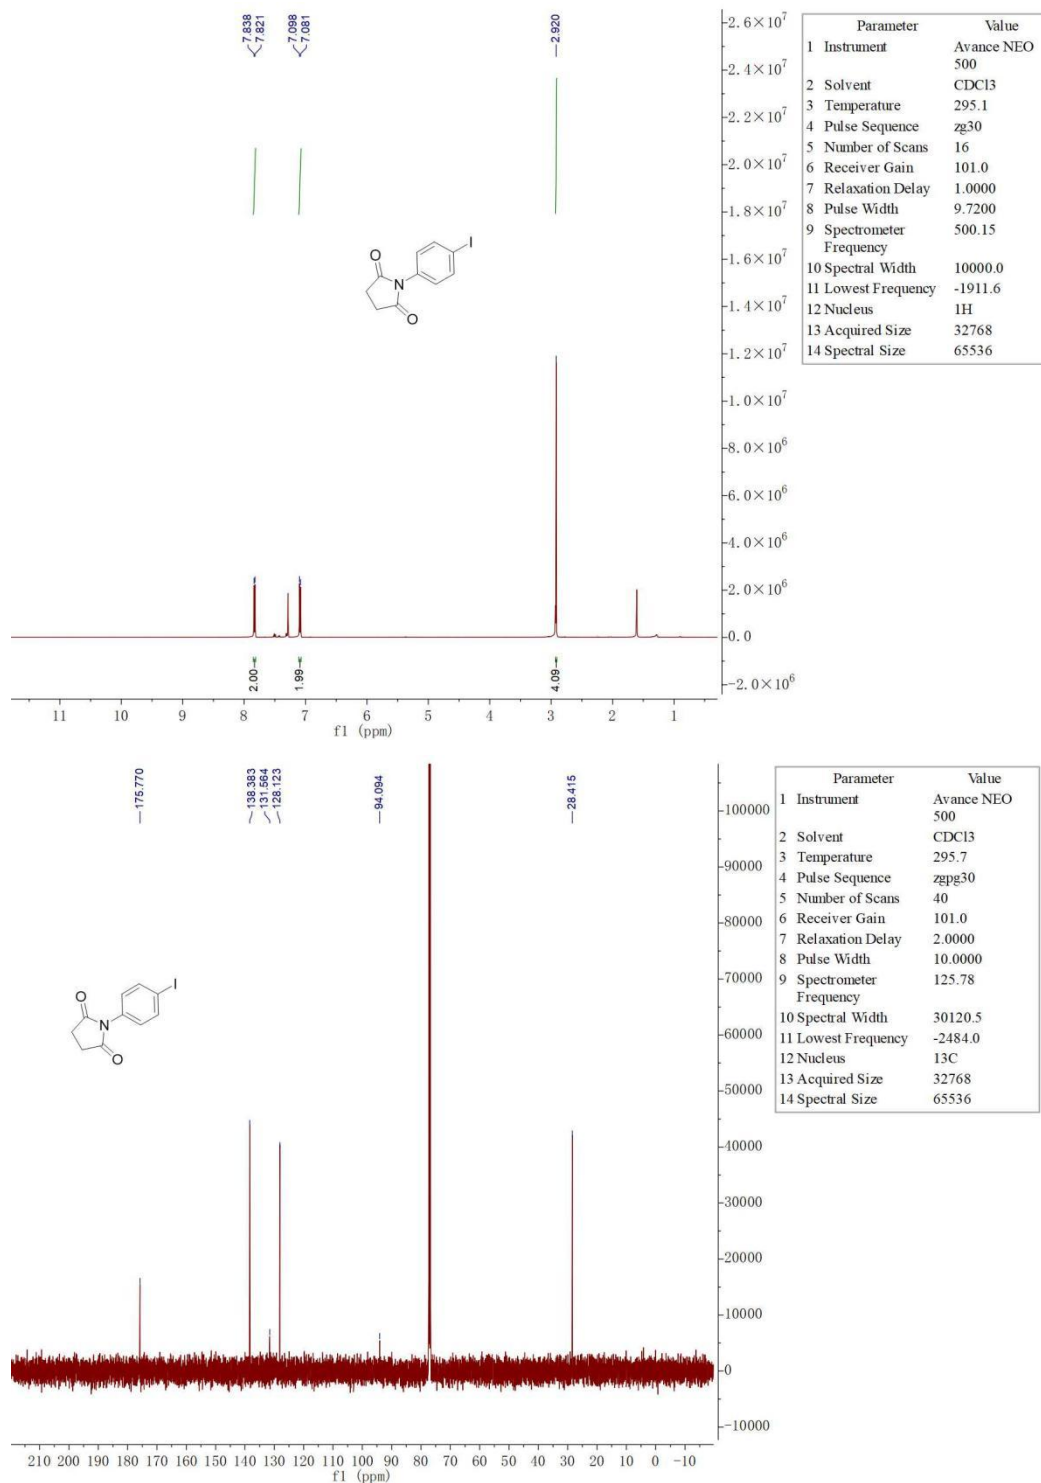 7.838
7.821
7.098
7.081
2.920
2.6×10^7
2.4×10^7
2.2×10^7
2.0×10^7
1.8×10^7
1.6×10^7
1.4×10^7
1.2×10^7
1.0×10^7
8.0×10^6
6.0×10^6
4.0×10^6
2.0×10^6
0.0
-2.0×10^6
O
N
O
I
2.00
1.99
4.09
11 10 9 8 7 6 5 4 3 2 1
f1 (ppm)
Parameter Value
1 Instrument Avance NEO
500
2 Solvent CDCl3
3 Temperature 295.1
4 Pulse Sequence zg30
5 Number of Scans 16
6 Receiver Gain 101.0
7 Relaxation Delay 1.0000
8 Pulse Width 9.7200
9 Spectrometer 500.15
Frequency
10 Spectral Width 10000.0
11 Lowest Frequency -1911.6
12 Nucleus 1H
13 Acquired Size 32768
14 Spectral Size 65536
175.770
138.383
131.564
128.123
94.094
28.415
100000
90000
80000
70000
60000
50000
40000
30000
20000
10000
0
-10000
O
N
O
I
210 200 190 180 170 160 150 140 130 120 110 100 90 80 70 60 50 40 30 20 10 0 -10
f1 (ppm)
Parameter Value
1 Instrument Avance NEO
500
2 Solvent CDCl3
3 Temperature 295.7
4 Pulse Sequence zgpg30
5 Number of Scans 40
6 Receiver Gain 101.0
7 Relaxation Delay 2.0000
8 Pulse Width 10.0000
9 Spectrometer 125.78
Frequency
10 Spectral Width 30120.5
11 Lowest Frequency -2484.0
12 Nucleus 13C
13 Acquired Size 32768
14 Spectral Size 65536